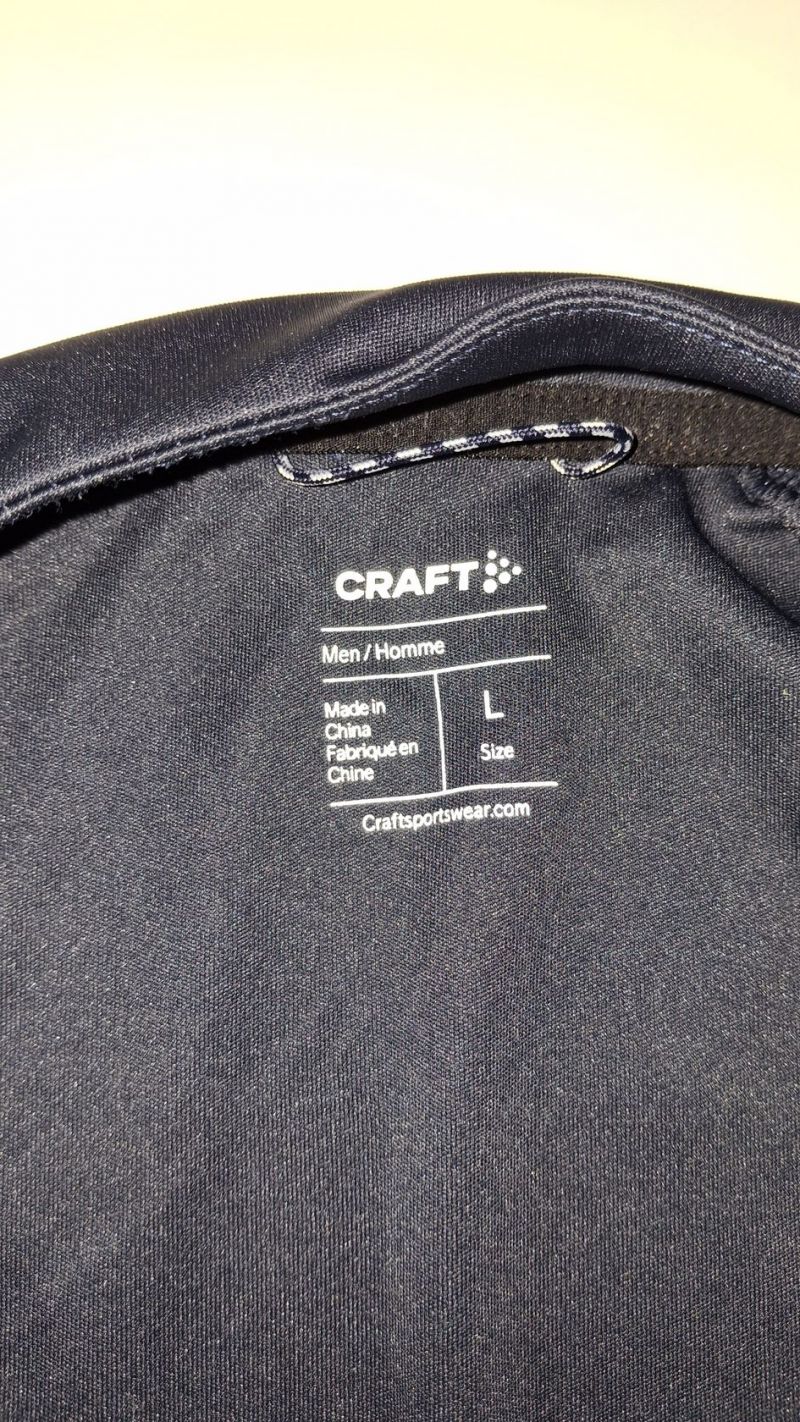 CRAFT
Men / Homme
Made in
China
Fabriqué en
Chine
L
Size
Craftsportswear.com